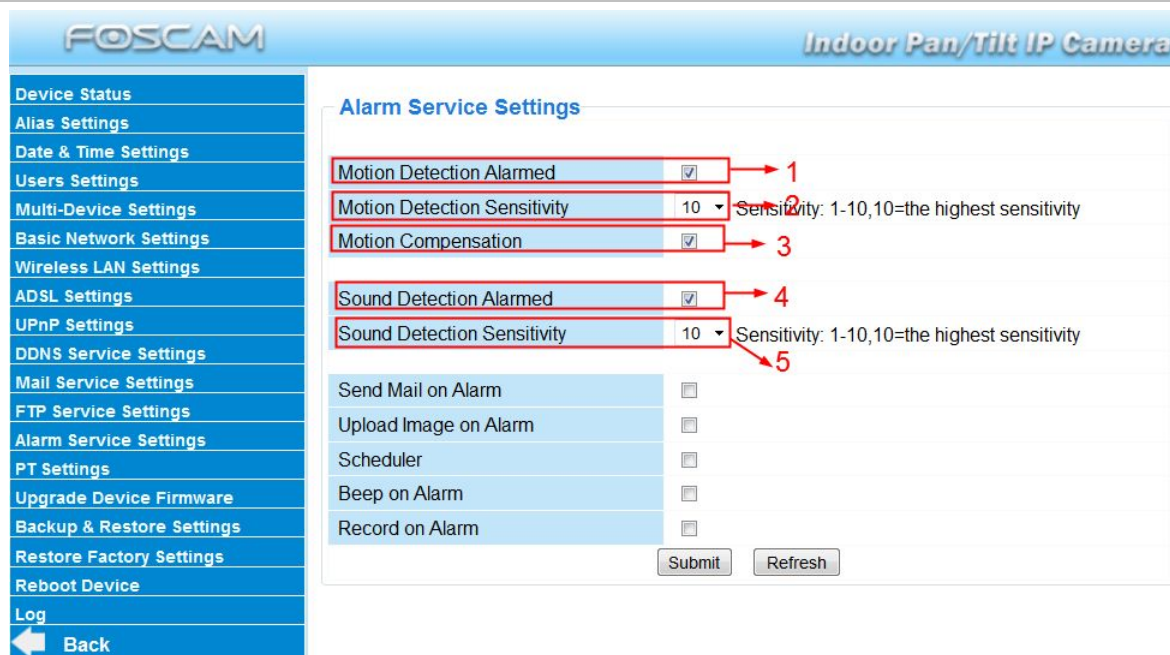 FOSCAM
Indoor Pan/Tilt IP Camera
Device Status
Alias Settings
Date & Time Settings
Users Settings
Multi-Device Settings
Basic Network Settings
Wireless LAN Settings
ADSL Settings
UPnP Settings
DDNS Service Settings
Mail Service Settings
FTP Service Settings
Alarm Service Settings
PT Settings
Upgrade Device Firmware
Backup & Restore Settings
Restore Factory Settings
Reboot Device
Log
Back
Alarm Service Settings
Motion Detection Alarmed 1
Motion Detection Sensitivity 10 2 Sensitivity: 1-10,10=the highest sensitivity
Motion Compensation 3
Sound Detection Alarmed 4
Sound Detection Sensitivity 10 Sensitivity: 1-10,10=the highest sensitivity
5
Send Mail on Alarm
Upload Image on Alarm
Scheduler
Beep on Alarm
Record on Alarm
Submit Refresh